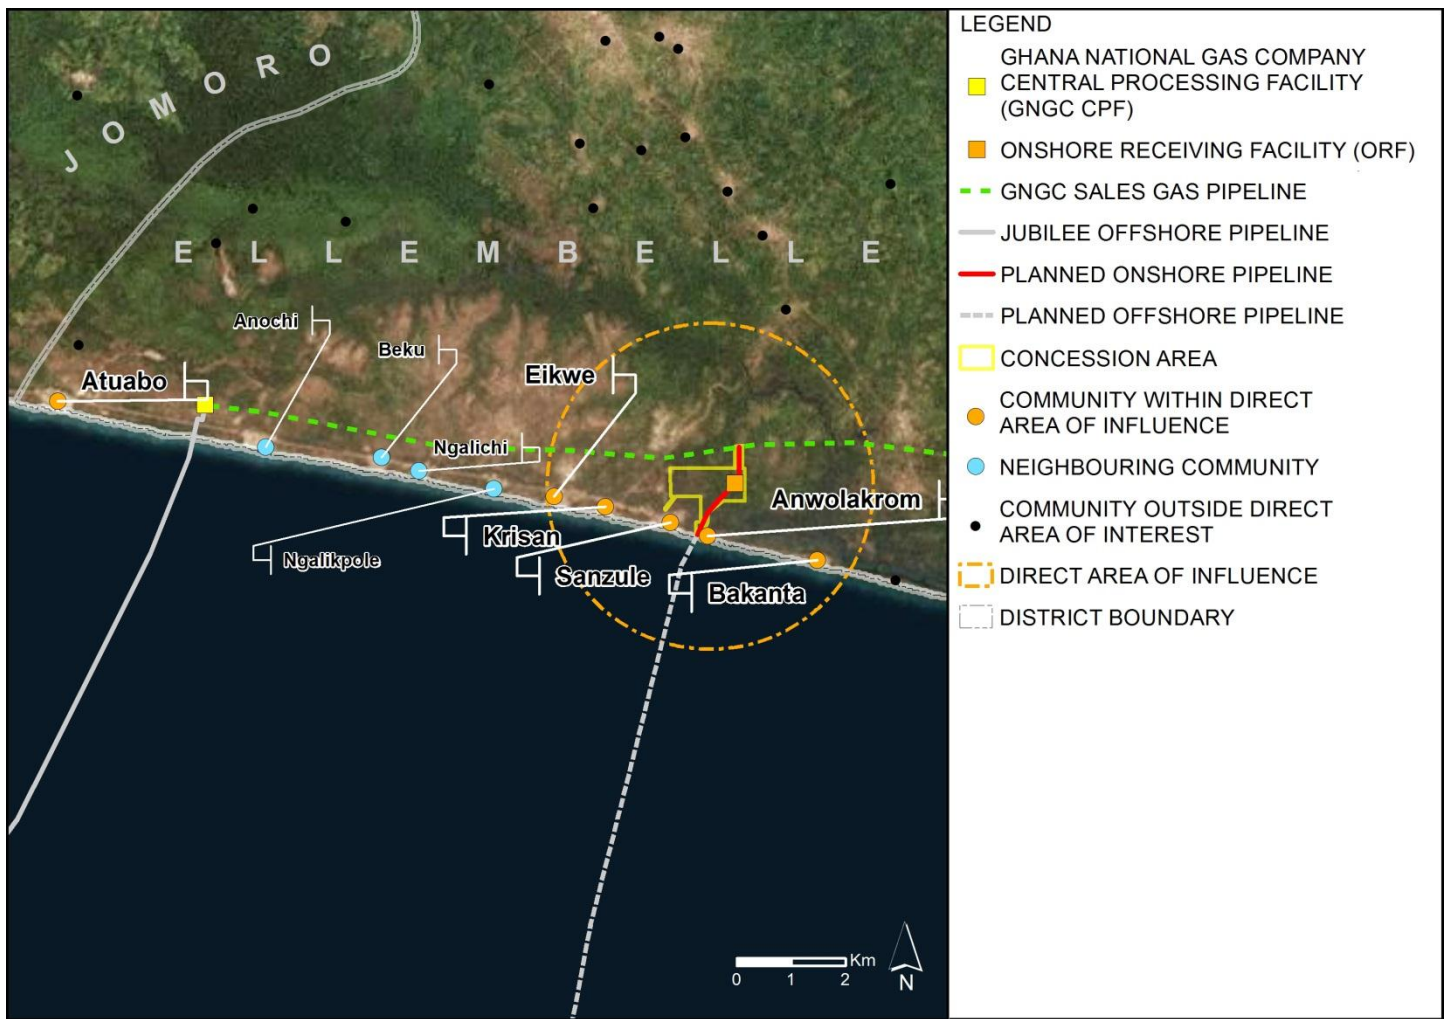 JOMORO
ELLEMBELLE
Anochi
Beku
Atuabo
Eikwe
Ngalichi
Anwolakrom
Krisan
Ngalikpole
Sanzule
Bakanta
Km
0 1 2
N
LEGEND
GHANA NATIONAL GAS COMPANY
CENTRAL PROCESSING FACILITY
(GNGC CPF)
ONSHORE RECEIVING FACILITY (ORF)
GNGC SALES GAS PIPELINE
JUBILEE OFFSHORE PIPELINE
PLANNED ONSHORE PIPELINE
PLANNED OFFSHORE PIPELINE
CONCESSION AREA
COMMUNITY WITHIN DIRECT
AREA OF INFLUENCE
NEIGHBOURING COMMUNITY
COMMUNITY OUTSIDE DIRECT
AREA OF INTEREST
DIRECT AREA OF INFLUENCE
DISTRICT BOUNDARY